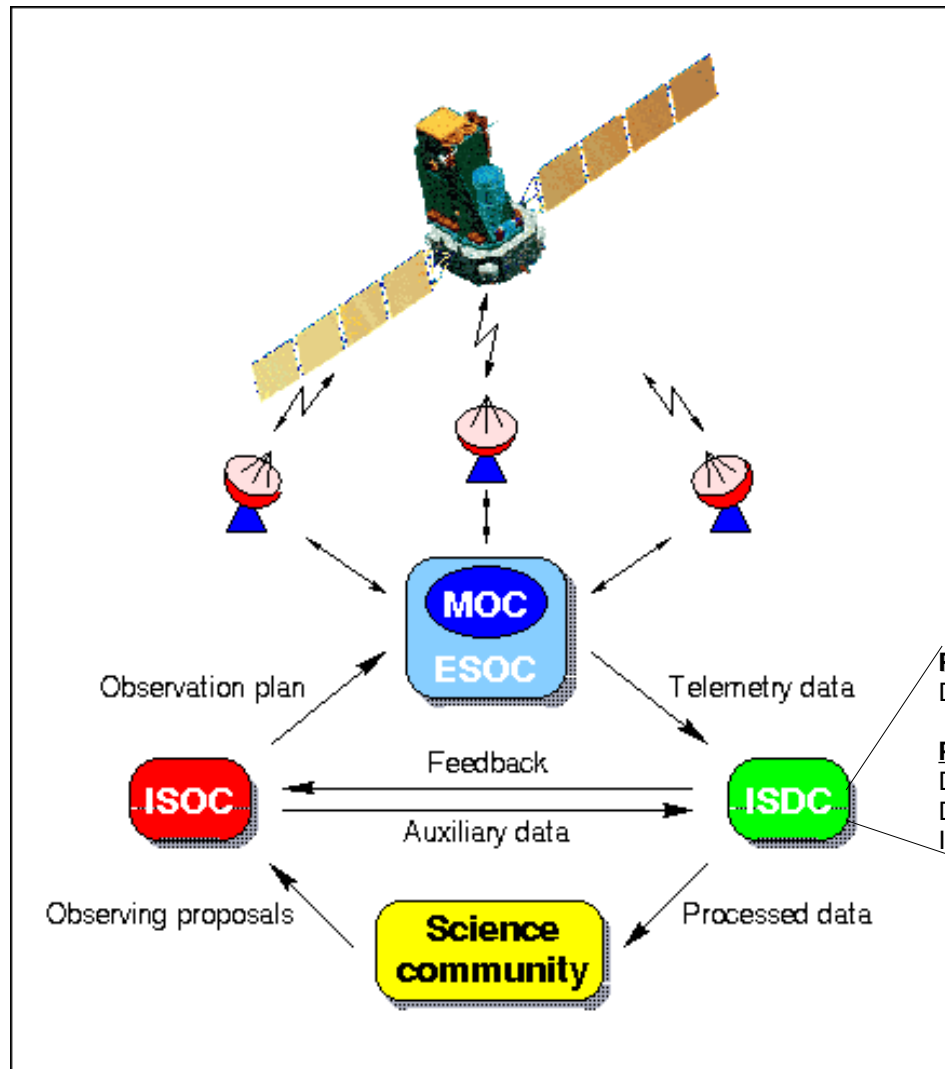 MOC
ESOC
Observation plan
Telemetry data
Feedback
ISOC
ISDC
Auxiliary data
Observing proposals
Processed data
Science
community